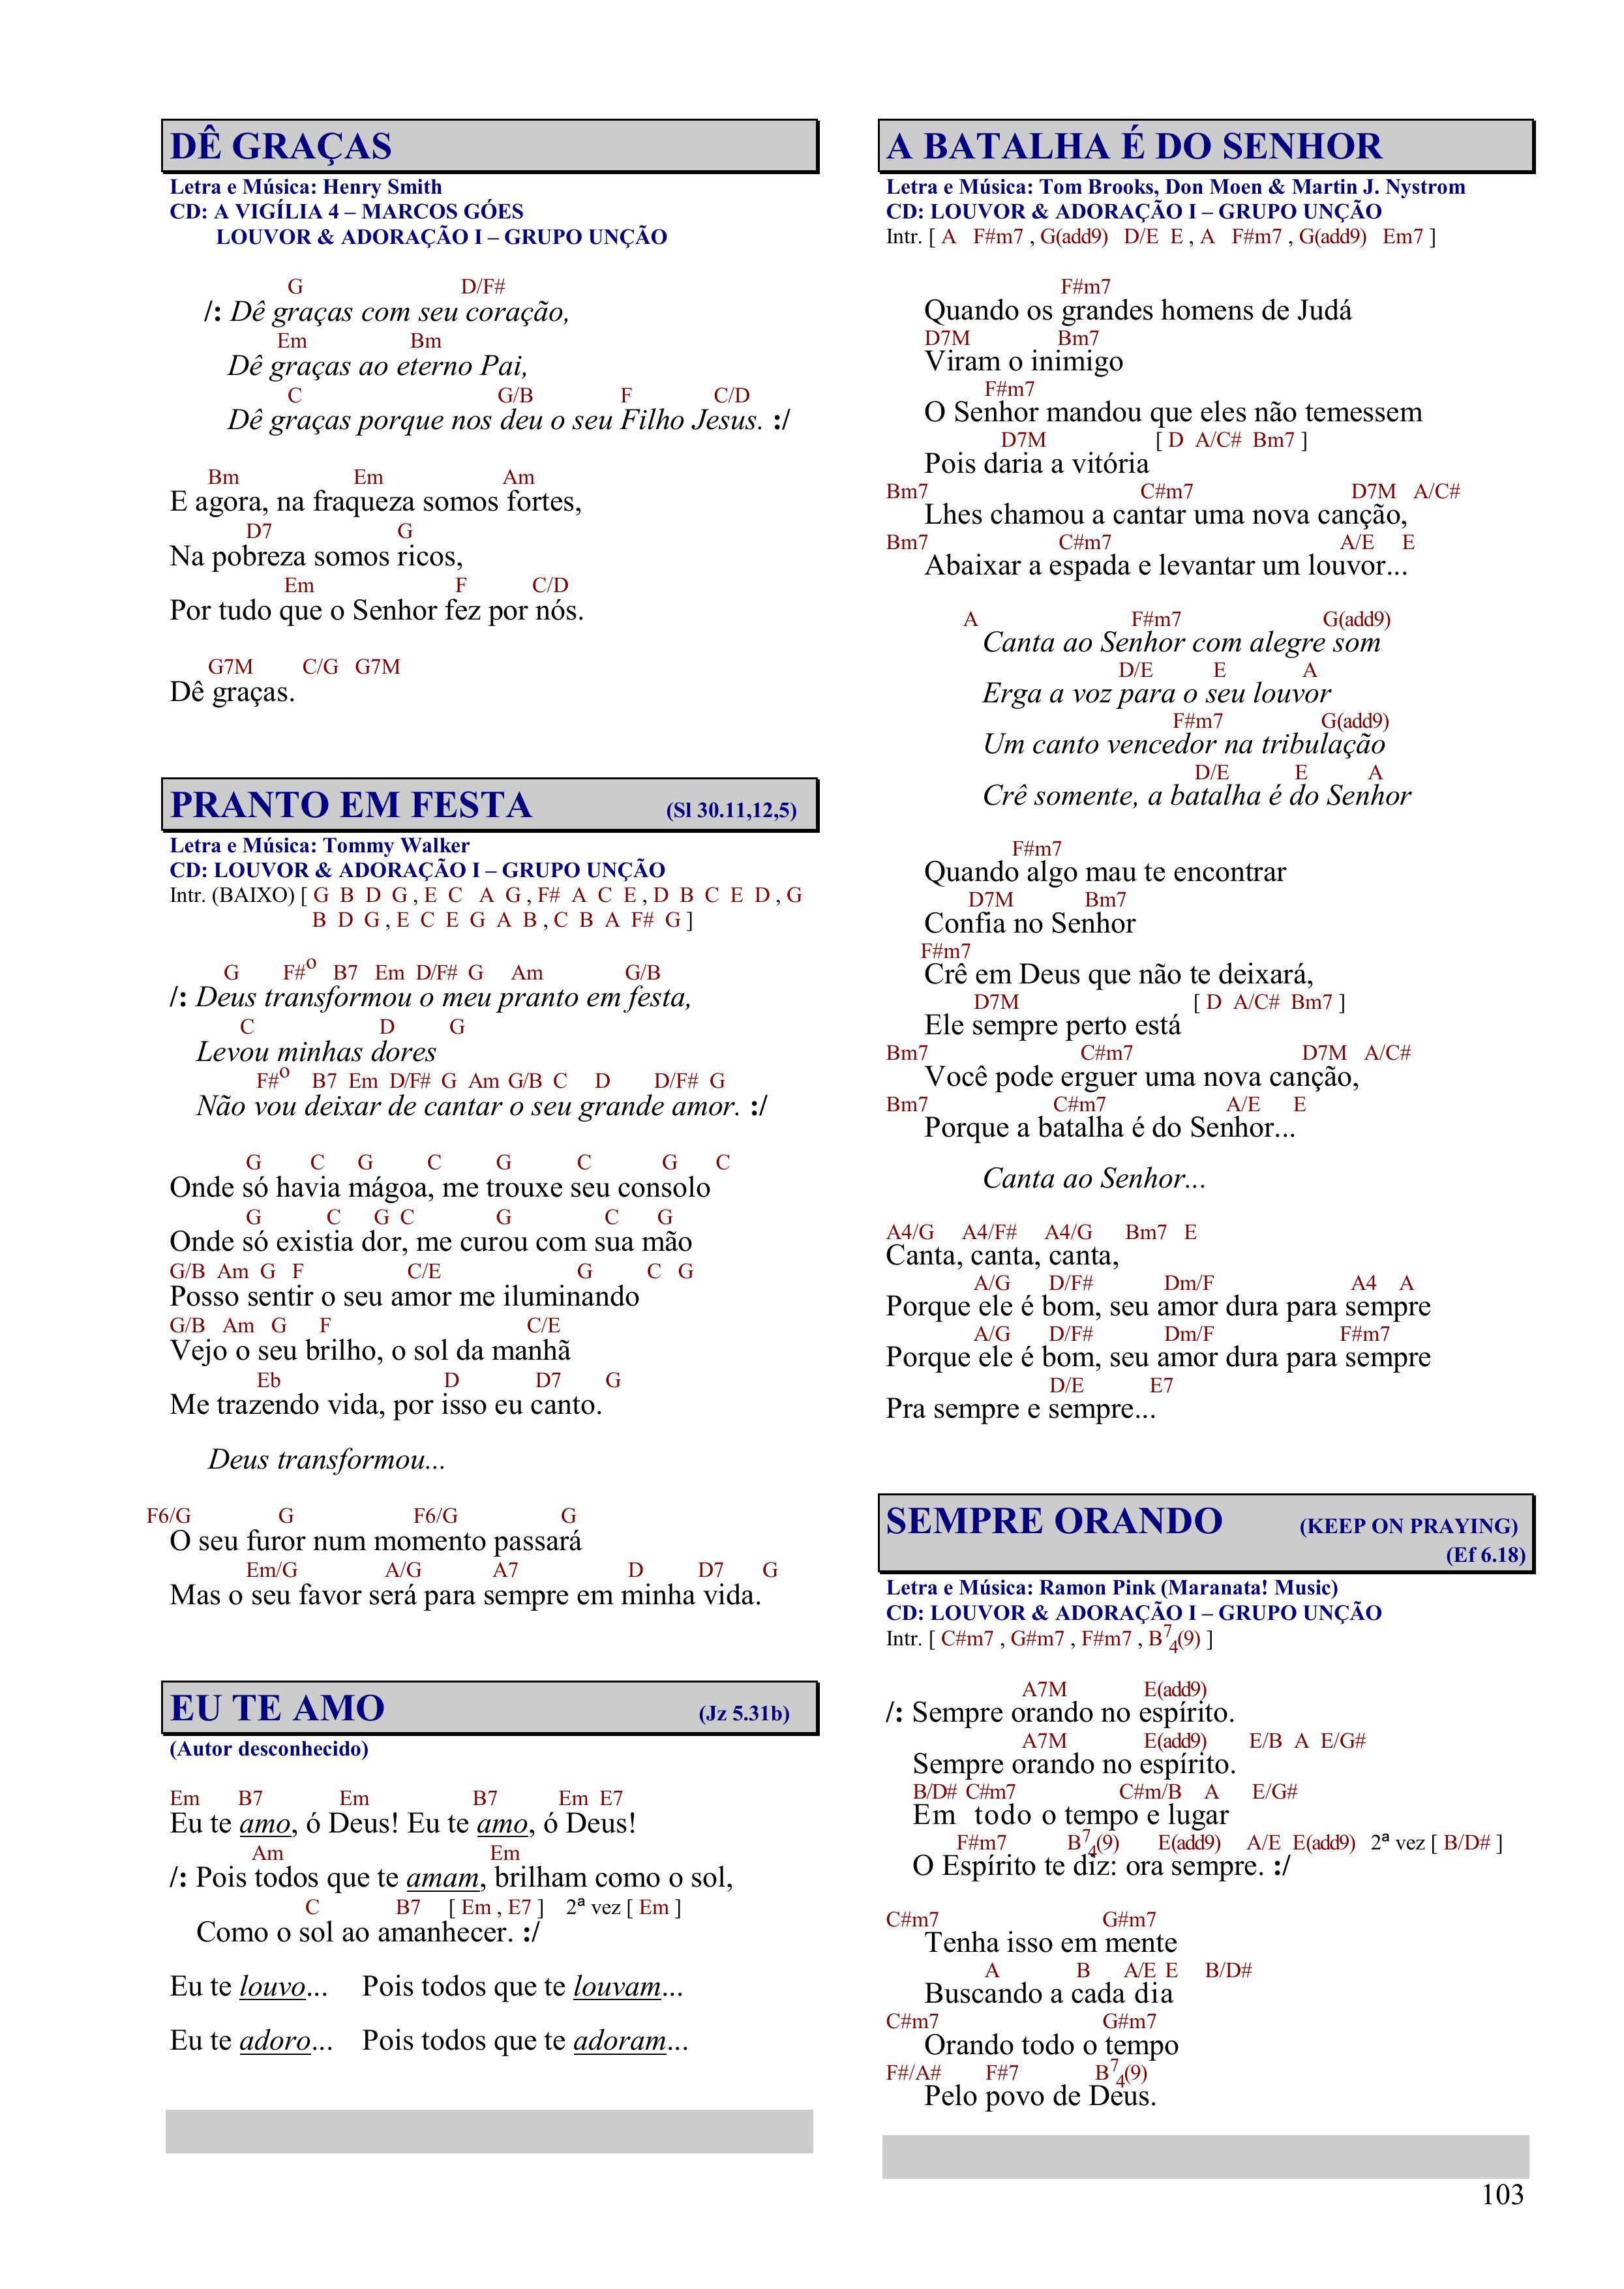 DÊ GRAÇAS
Letra e Música: Henry Smith
CD: A VIGÍLIA 4 – MARCOS GÓES
LOUVOR & ADORAÇÃO I – GRUPO UNÇÃO
G D/F#
/: Dê graças com seu coração,
Em Bm
Dê graças ao eterno Pai,
C G/B F C/D
Dê graças porque nos deu o seu Filho Jesus. :/
Bm Em Am
E agora, na fraqueza somos fortes,
D7 G
Na pobreza somos ricos,
Em F C/D
Por tudo que o Senhor fez por nós.
G7M C/G G7M
Dê graças.
PRANTO EM FESTA (Sl 30.11,12,5)
Letra e Música: Tommy Walker
CD: LOUVOR & ADORAÇÃO I – GRUPO UNÇÃO
Intr. (BAIXO) [ G B D G , E C A G , F# A C E , D B C E D , G
B D G , E C E G A B , C B A F# G ]
G F#º B7 Em D/F# G Am G/B
/: Deus transformou o meu pranto em festa,
C D G
Levou minhas dores
F#º B7 Em D/F# G Am G/B C D D/F# G
Não vou deixar de cantar o seu grande amor. :/
G C G C G C G C
Onde só havia mágoa, me trouxe seu consolo
G C G C G C G
Onde só existia dor, me curou com sua mão
G/B Am G F C/E G C G
Posso sentir o seu amor me iluminando
G/B Am G F C/E
Vejo o seu brilho, o sol da manhã
Eb D D7 G
Me trazendo vida, por isso eu canto.
Deus transformou...
F6/G G F6/G G
O seu furor num momento passará
Em/G A/G A7 D D7 G
Mas o seu favor será para sempre em minha vida.
EU TE AMO (Jz 5.31b)
(Autor desconhecido)
Em B7 Em B7 Em E7
Eu te amo, ó Deus! Eu te amo, ó Deus!
Am Em
/: Pois todos que te amam, brilham como o sol,
C B7 [ Em , E7 ] 2ª vez [ Em ]
Como o sol ao amanhecer. :/
Eu te louvo... Pois todos que te louvam...
Eu te adoro... Pois todos que te adoram...
A BATALHA É DO SENHOR
Letra e Música: Tom Brooks, Don Moen & Martin J. Nystrom
CD: LOUVOR & ADORAÇÃO I – GRUPO UNÇÃO
Intr. [ A F#m7 , G(add9) D/E E , A F#m7 , G(add9) Em7 ]
F#m7
Quando os grandes homens de Judá
D7M Bm7
Viram o inimigo
F#m7
O Senhor mandou que eles não temessem
D7M [ D A/C# Bm7 ]
Pois daria a vitória
Bm7 C#m7 D7M A/C#
Lhes chamou a cantar uma nova canção,
Bm7 C#m7 A/E E
Abaixar a espada e levantar um louvor...
A F#m7 G(add9)
Canta ao Senhor com alegre som
D/E E A
Erga a voz para o seu louvor
F#m7 G(add9)
Um canto vencedor na tribulação
D/E E A
Crê somente, a batalha é do Senhor
F#m7
Quando algo mau te encontrar
D7M Bm7
Confia no Senhor
F#m7
Crê em Deus que não te deixará,
D7M [ D A/C# Bm7 ]
Ele sempre perto está
Bm7 C#m7 D7M A/C#
Você pode erguer uma nova canção,
Bm7 C#m7 A/E E
Porque a batalha é do Senhor...
Canta ao Senhor...
A4/G A4/F# A4/G Bm7 E
Canta, canta, canta,
A/G D/F# Dm/F A4 A
Porque ele é bom, seu amor dura para sempre
A/G D/F# Dm/F F#m7
Porque ele é bom, seu amor dura para sempre
D/E E7
Pra sempre e sempre...
SEMPRE ORANDO (KEEP ON PRAYING)
(Ef 6.18)
Letra e Música: Ramon Pink (Maranata! Music)
CD: LOUVOR & ADORAÇÃO I – GRUPO UNÇÃO
Intr. [ C#m7 , G#m7 , F#m7 , B⁷₄(9) ]
A7M E(add9)
/: Sempre orando no espírito.
A7M E(add9) E/B A E/G#
Sempre orando no espírito.
B/D# C#m7 C#m/B A E/G#
Em todo o tempo e lugar
F#m7 B⁷₄(9) E(add9) A/E E(add9) 2ª vez [ B/D# ]
O Espírito te diz: ora sempre. :/
C#m7 G#m7
Tenha isso em mente
A B A/E E B/D#
Buscando a cada dia
C#m7 G#m7
Orando todo o tempo
F#/A# F#7 B⁷₄(9)
Pelo povo de Deus.
103